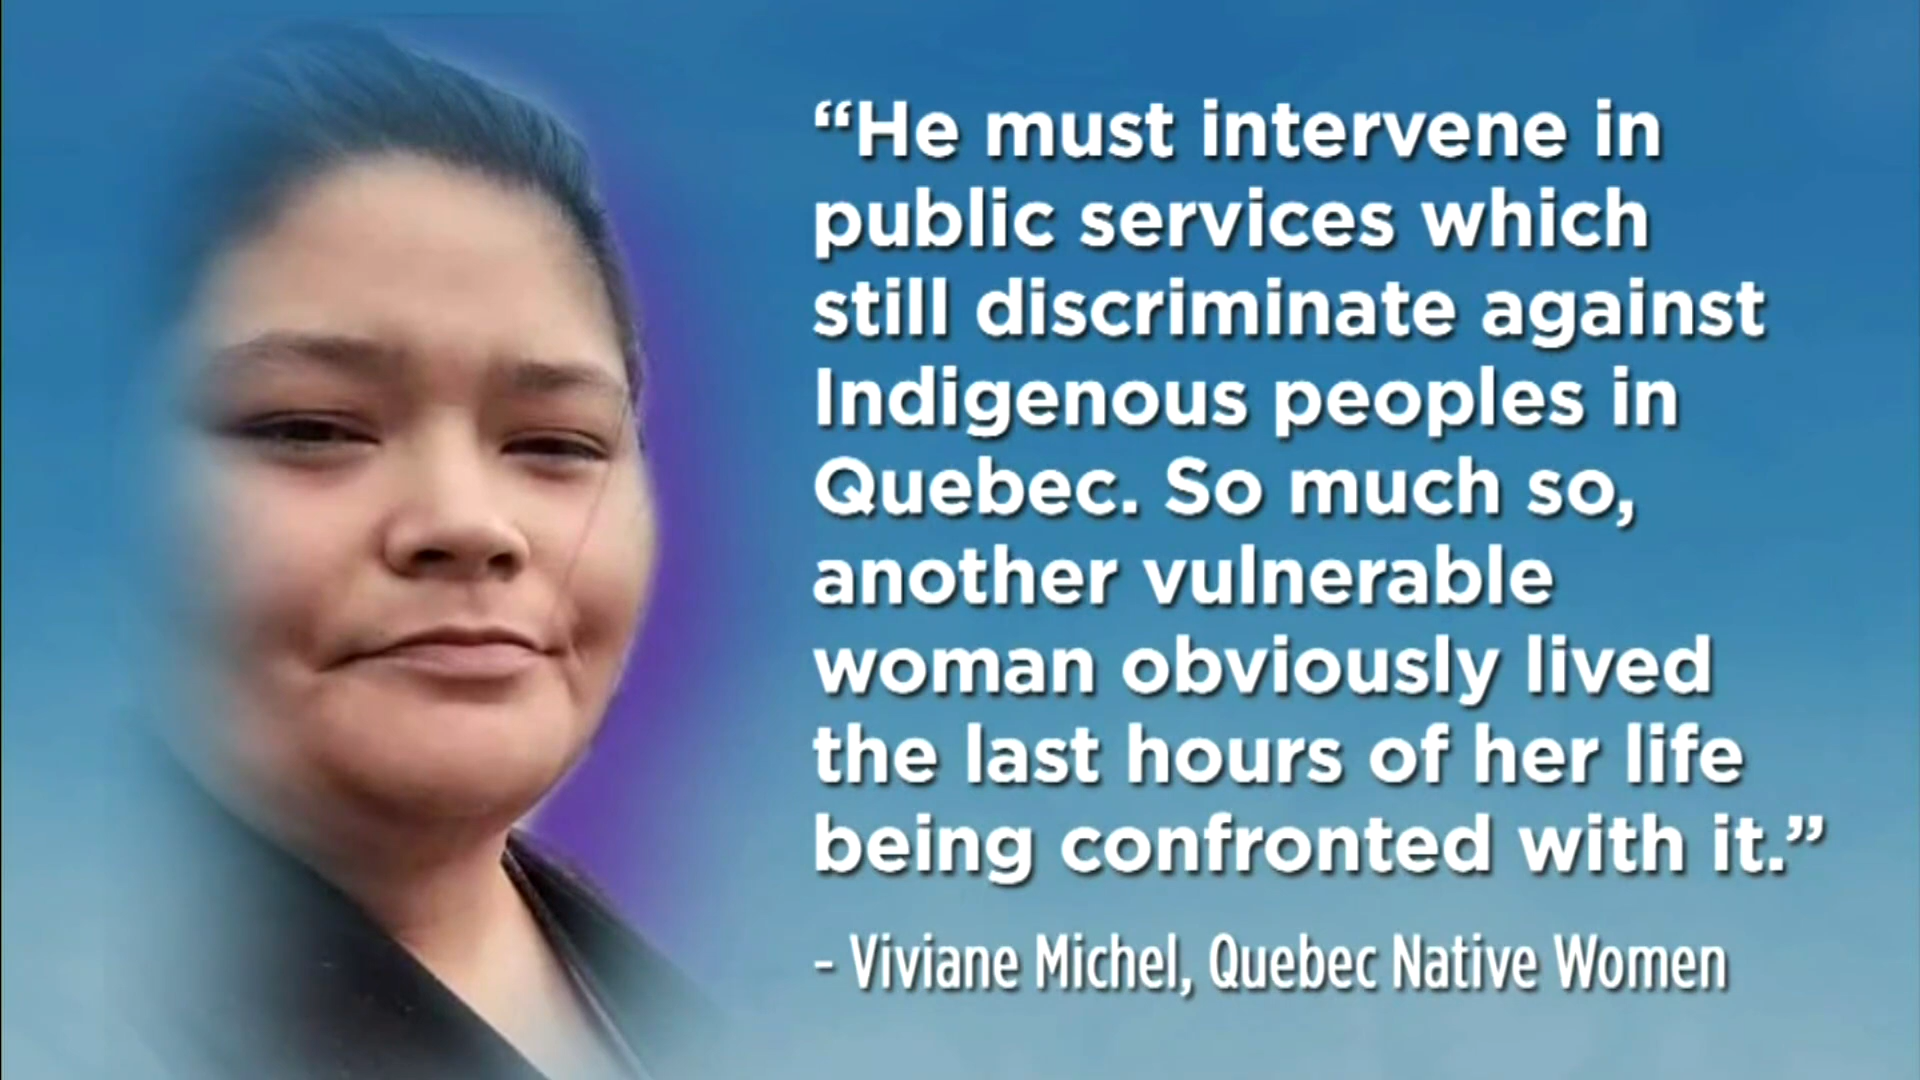 “He must intervene in
public services which
still discriminate against
Indigenous peoples in
Quebec. So much so,
another vulnerable
woman obviously lived
the last hours of her life
being confronted with it.”
- Viviane Michel, Quebec Native Women